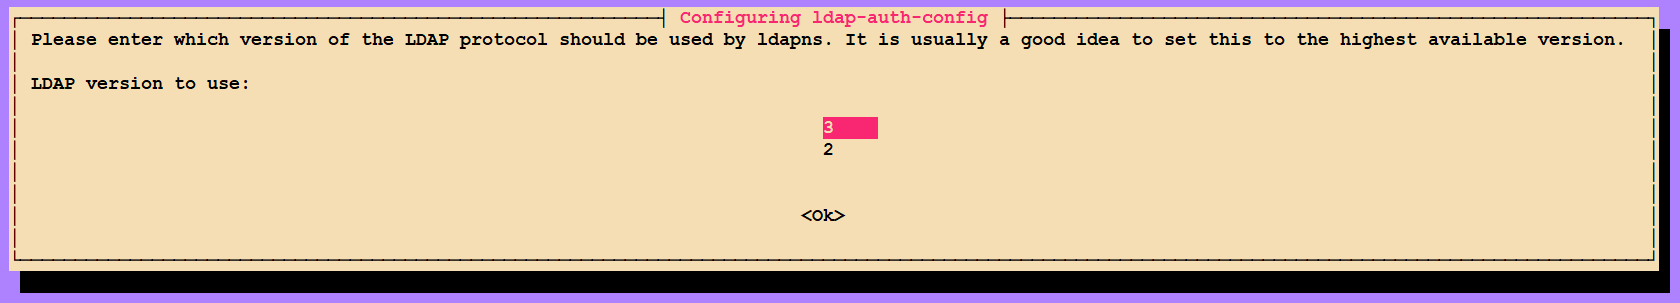 Configuring ldap-auth-config
Please enter which version of the LDAP protocol should be used by ldapns. It is usually a good idea to set this to the highest available version.
LDAP version to use:
3
2
<Ok>